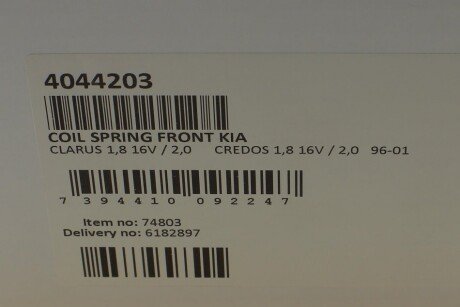 4044203
COIL SPRING FRONT KIA
CLARUS 1,8 16V / 2,0 CREDOS 1,8 16V / 2,0 96-01
7 394410 092247
Item no: 74803
Delivery no: 6182897